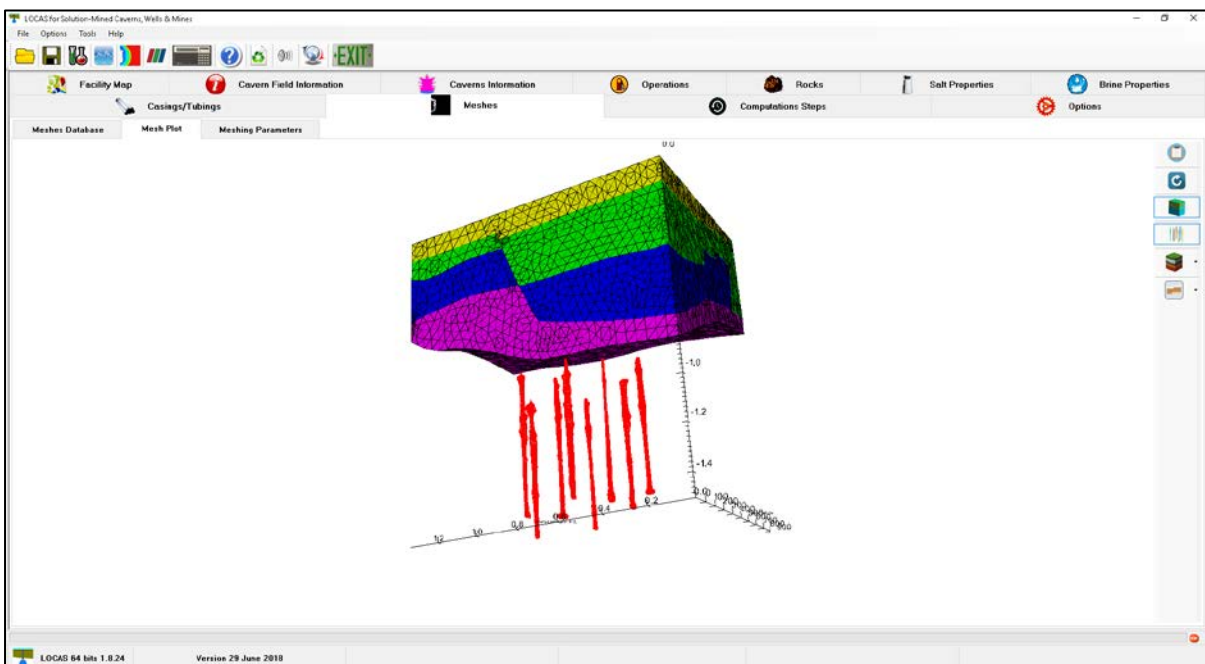 LOCAS for Solution-Mined Caverns, Wells & Mines
File Options Tools Help
EXIT
Facility Map Cavern Field Information Caverns Information Operations Rocks Salt Properties Brine Properties
Casings/Tubings Meshes Computations Steps Options
Meshes Database Mesh Plot Meshing Parameters
0.0
-1.0
-1.2
-1.4
0.0
1.2 1.0 0.8 0.4 0.2
LOCAS 64 bits 1.8.24 Version 29 June 2018